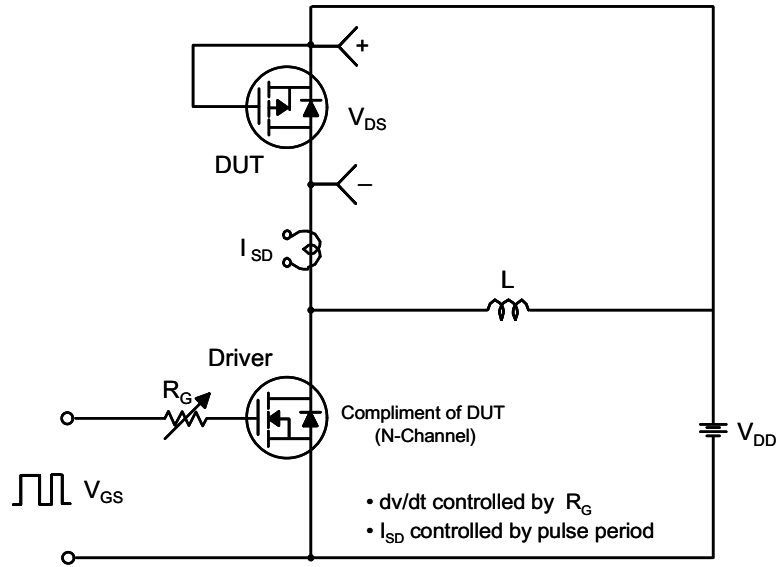 +
V_DS
DUT
−
I_SD
L
Driver
R_G
Compliment of DUT
(N-Channel)
V_DD
V_GS
• dv/dt controlled by R_G
• I_SD controlled by pulse period